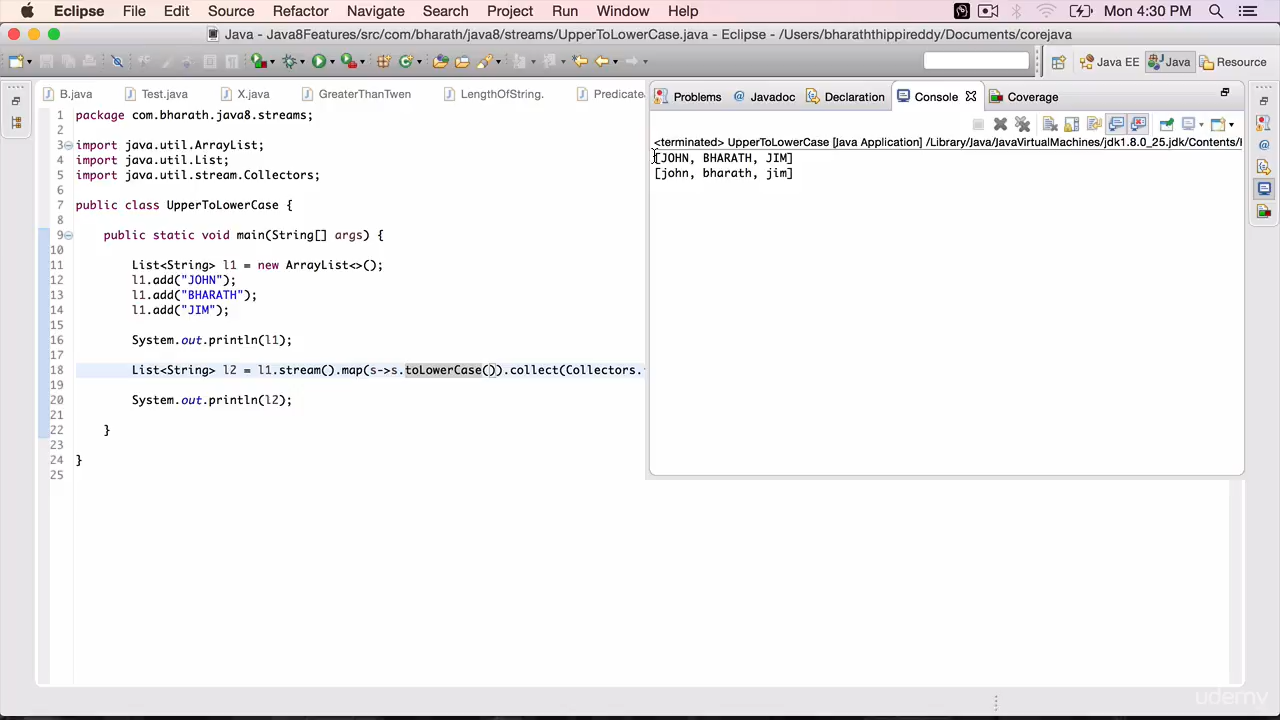 Eclipse File Edit Source Refactor Navigate Search Project Run Window Help Mon 4:30 PM
Java - Java8Features/src/com/bharath/java8/streams/UpperToLowerCase.java - Eclipse - /Users/bharaththippireddy/Documents/corejava
Java EE Java Resource
B.java Test.java X.java GreaterThanTwen LengthOfString. Predicate
Problems @ Javadoc Declaration Console Coverage
<terminated> UpperToLowerCase [Java Application] /Library/Java/JavaVirtualMachines/jdk1.8.0_25.jdk/Contents/
[JOHN, BHARATH, JIM]
[john, bharath, jim]
1 package com.bharath.java8.streams;
2
3 import java.util.ArrayList;
4 import java.util.List;
5 import java.util.stream.Collectors;
6
7 public class UpperToLowerCase {
8
9 public static void main(String[] args) {
10
11 List<String> l1 = new ArrayList<>();
12 l1.add("JOHN");
13 l1.add("BHARATH");
14 l1.add("JIM");
15
16 System.out.println(l1);
17
18 List<String> l2 = l1.stream().map(s->s.toLowerCase()).collect(Collectors.
19
20 System.out.println(l2);
21
22 }
23
24 }
25
udemy